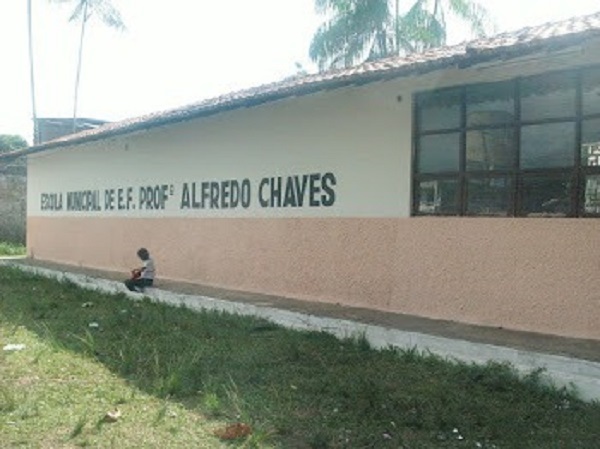 ESCOLA MUNICIPAL DE E.F. PROFº ALFREDO CHAVES